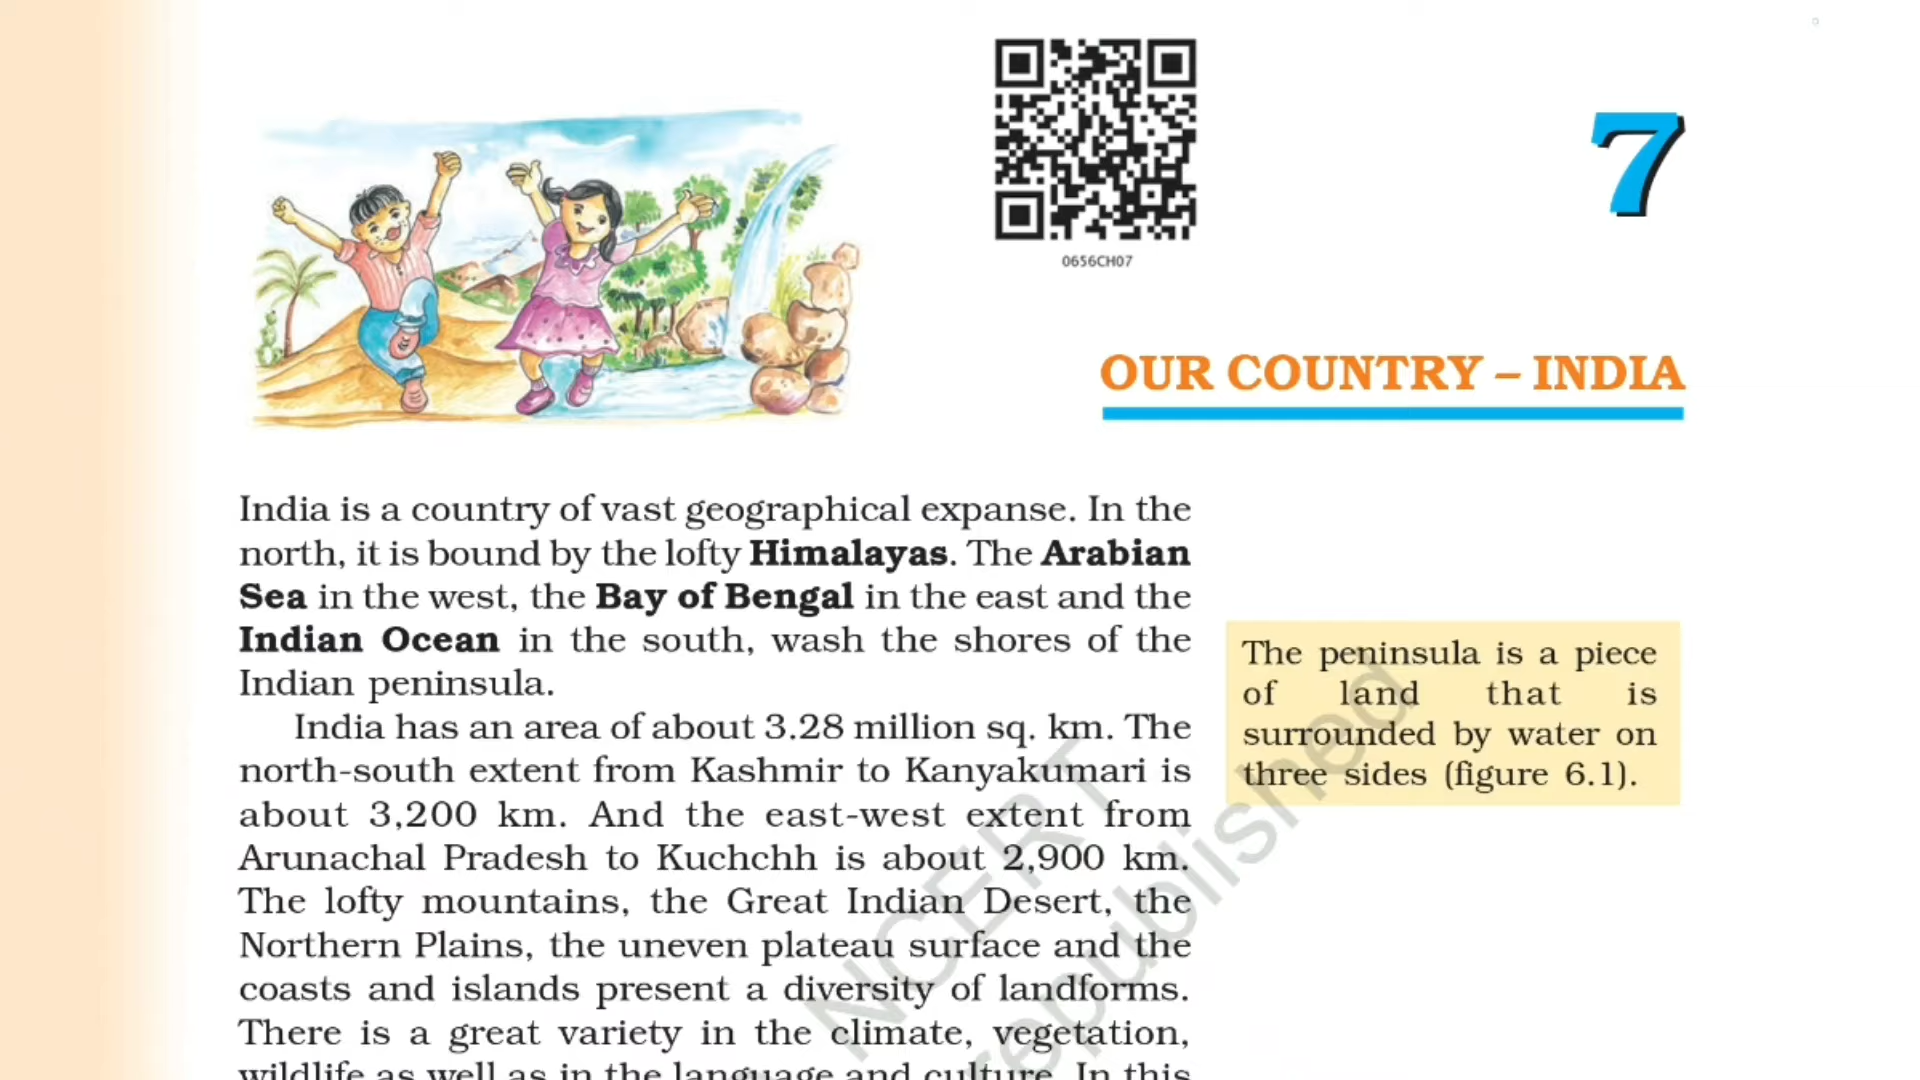 0656CH07
7
OUR COUNTRY – INDIA
India is a country of vast geographical expanse. In the
north, it is bound by the lofty Himalayas. The Arabian
Sea in the west, the Bay of Bengal in the east and the
Indian Ocean in the south, wash the shores of the
Indian peninsula.
India has an area of about 3.28 million sq. km. The
north-south extent from Kashmir to Kanyakumari is
about 3,200 km. And the east-west extent from
Arunachal Pradesh to Kuchchh is about 2,900 km.
The lofty mountains, the Great Indian Desert, the
Northern Plains, the uneven plateau surface and the
coasts and islands present a diversity of landforms.
There is a great variety in the climate, vegetation,
wildlife as well as in the language and culture. In this
The peninsula is a piece
of land that is
surrounded by water on
three sides (figure 6.1).
NCERT
republished